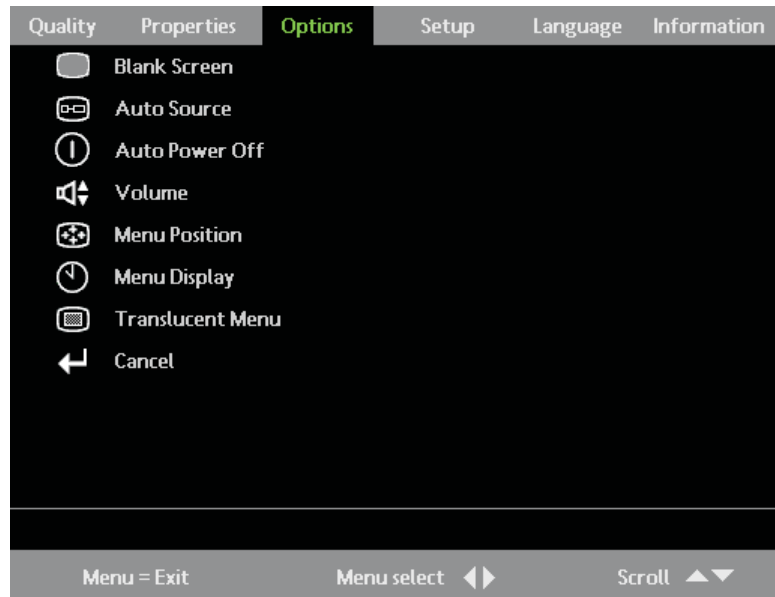 Quality Properties Options Setup Language Information
Blank Screen
Auto Source
Auto Power Off
Volume
Menu Position
Menu Display
Translucent Menu
Cancel
Menu = Exit Menu select Scroll